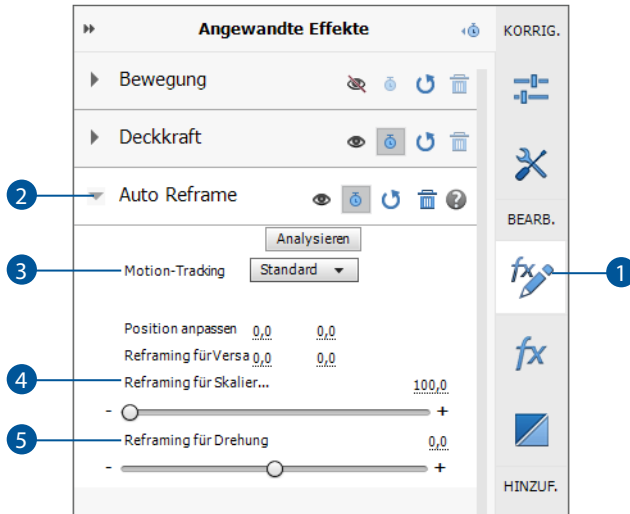 Angewandte Effekte
KORRIG.
Bewegung
Deckkraft
2
Auto Reframe
?
BEARB.
Analysieren
3
Motion-Tracking Standard
fx
1
Position anpassen 0,0 0,0
Reframing für Versa 0,0 0,0
4
Reframing für Skalier... 100,0
- +
fx
5
Reframing für Drehung 0,0
- +
HINZUF.